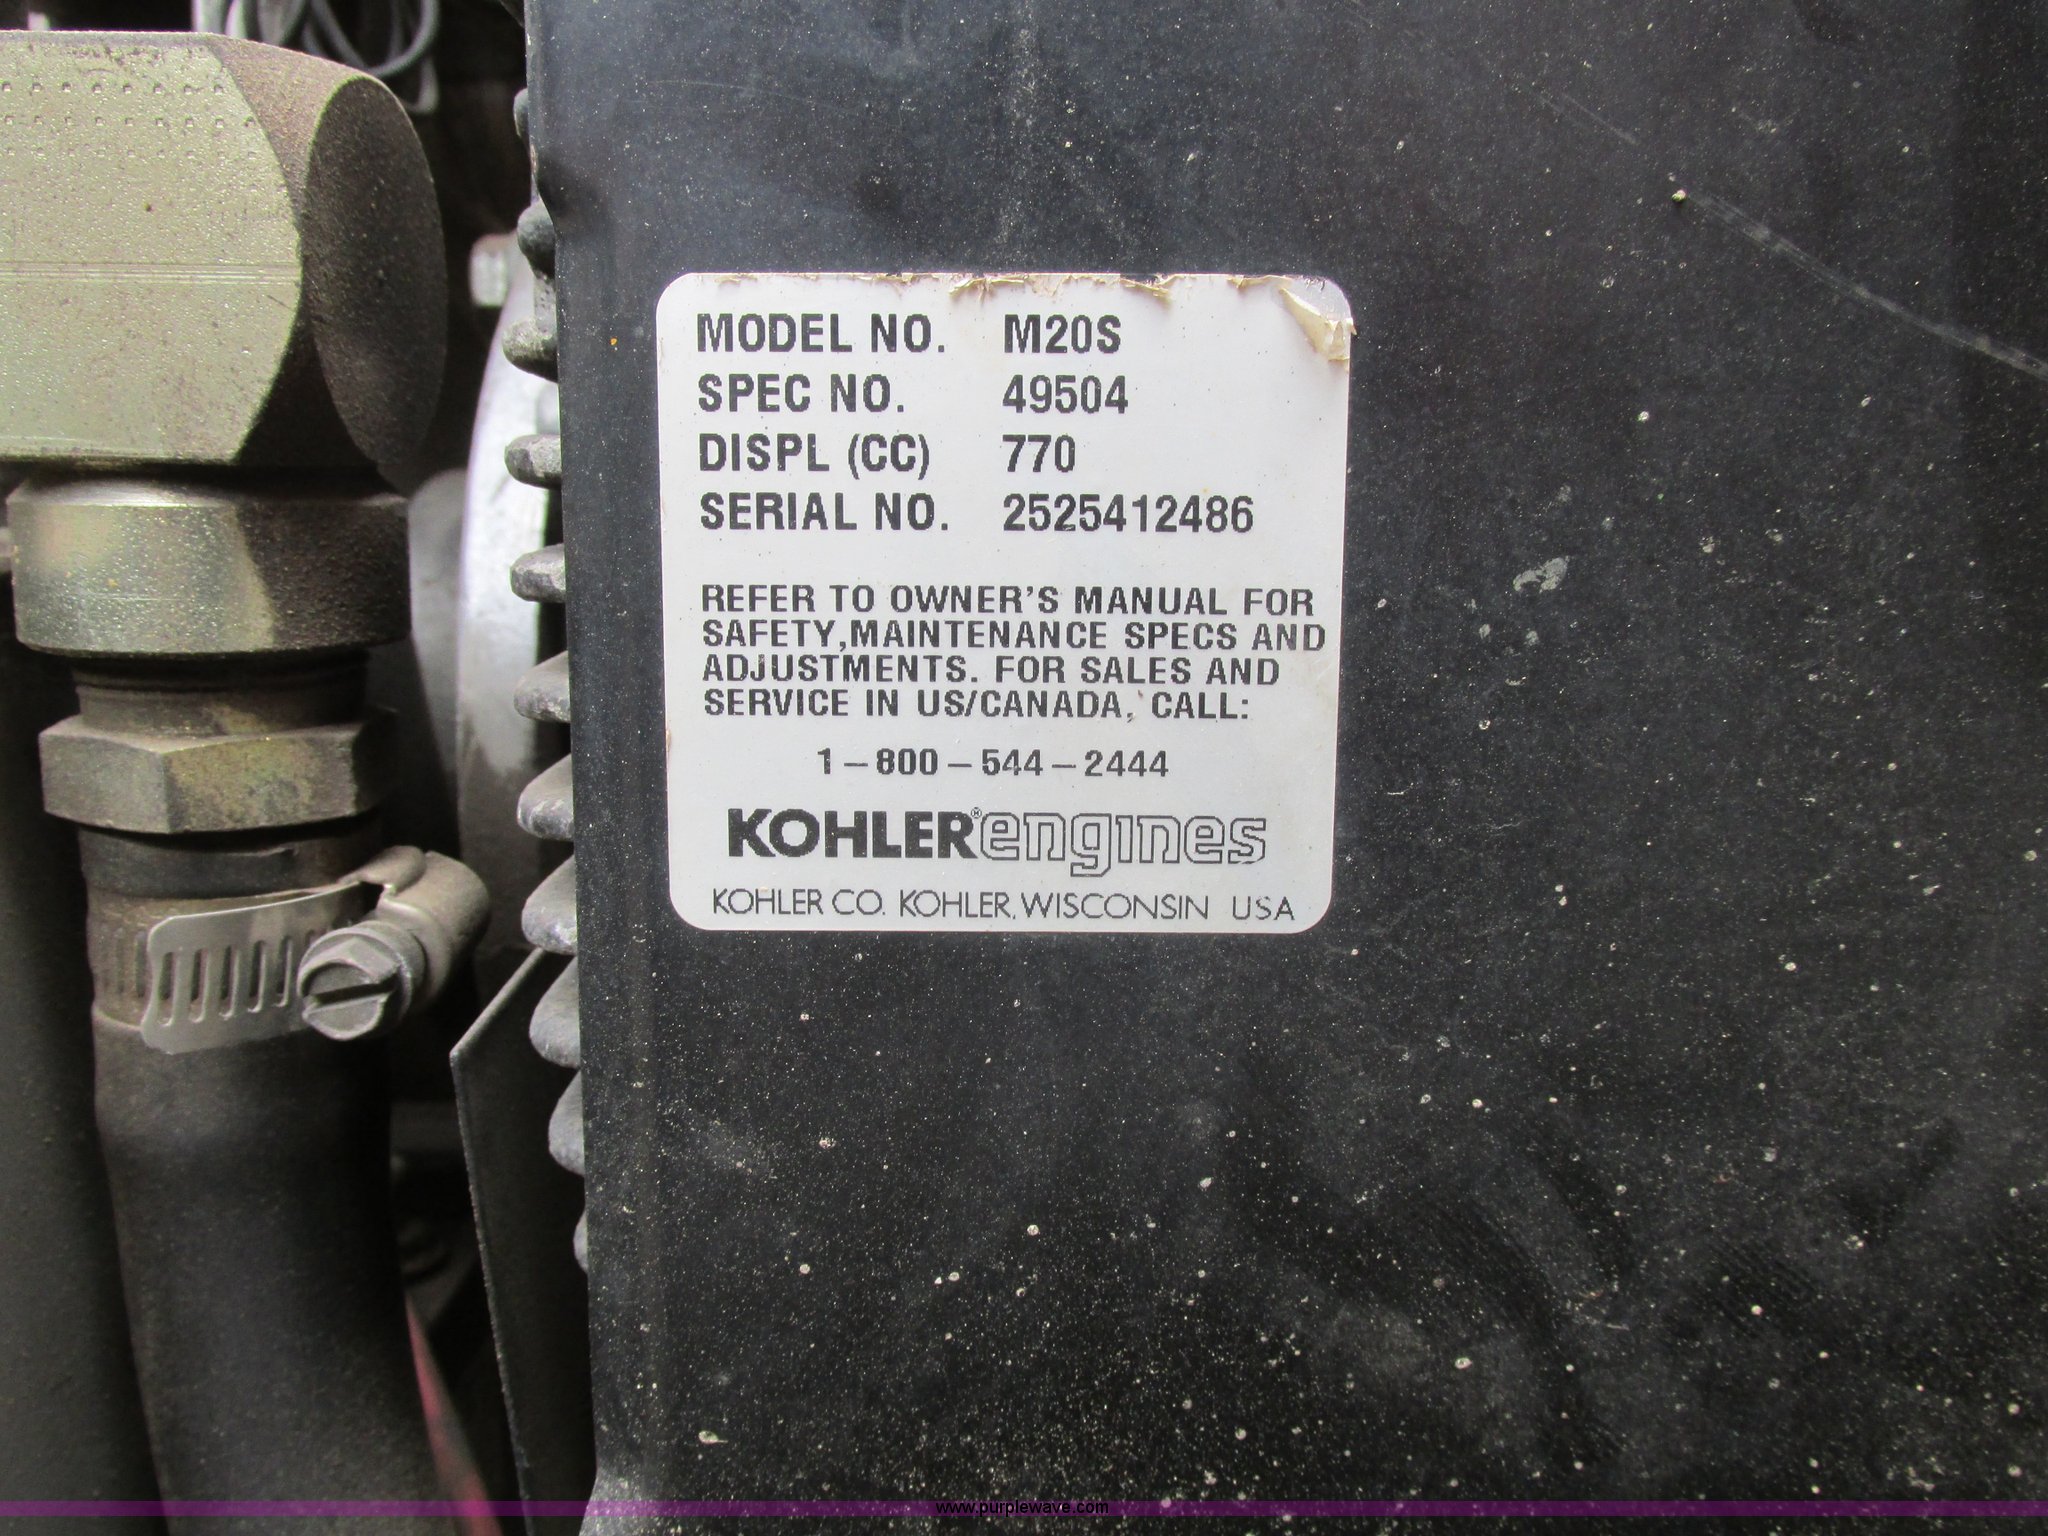 MODEL NO. M20S
SPEC NO. 49504
DISPL (CC) 770
SERIAL NO. 2525412486
REFER TO OWNER'S MANUAL FOR
SAFETY,MAINTENANCE SPECS AND
ADJUSTMENTS. FOR SALES AND
SERVICE IN US/CANADA, CALL:
1-800-544-2444
KOHLER® engines
KOHLER CO. KOHLER, WISCONSIN USA
www.purplewave.com